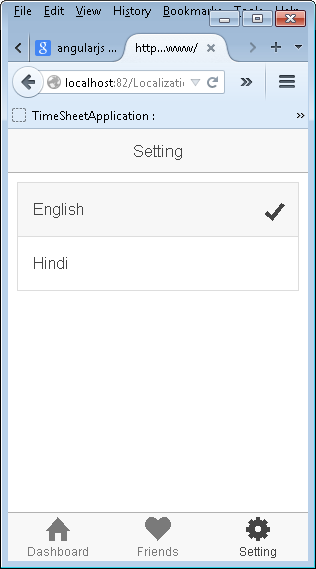 File Edit View History Bookmarks Tools Help
angularjs ... http...www/
localhost:82/Localizati
TimeSheetApplication :
Setting
English
Hindi
Dashboard Friends Setting